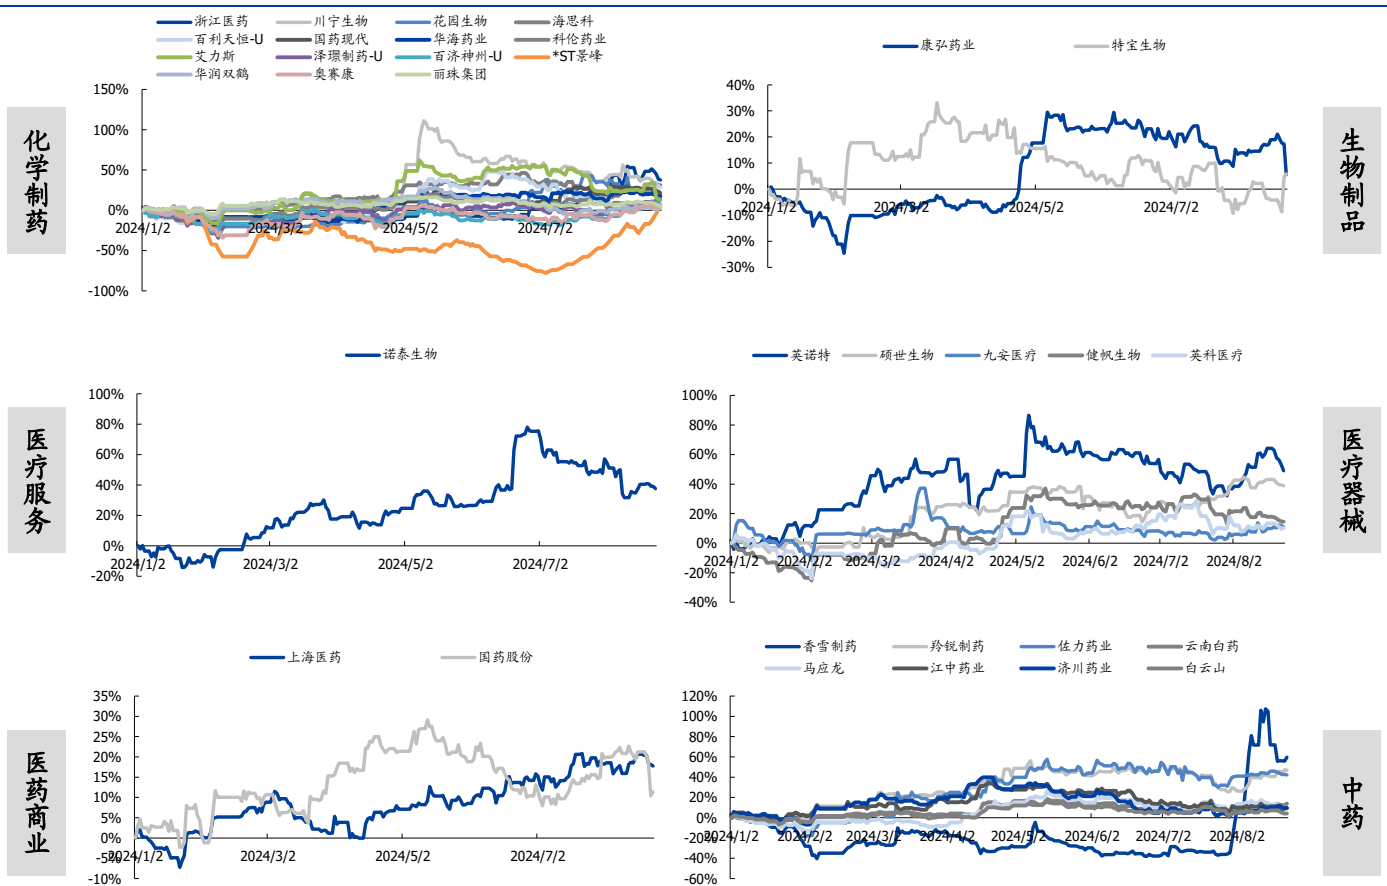 浙江医药 川宁生物 花园生物 海思科
百利天恒-U 国药现代 华海药业 科伦药业
艾力斯 泽璟制药-U 百济神州-U *ST景峰
华润双鹤 奥赛康 丽珠集团
150%
100%
50%
0%
-50%
-100%
2024/1/2 2024/3/2 2024/5/2 2024/7/2
化学制药
康弘药业 特宝生物
40%
30%
20%
10%
0%
-10%
-20%
-30%
2024/1/2 2024/3/2 2024/5/2 2024/7/2
生物制品
诺泰生物
100%
80%
60%
40%
20%
0%
-20%
2024/1/2 2024/3/2 2024/5/2 2024/7/2
医疗服务
英诺特 硕世生物 九安医疗 健帆生物 英科医疗
100%
80%
60%
40%
20%
0%
-20%
-40%
2024/1/2 2024/2/2 2024/3/2 2024/4/2 2024/5/2 2024/6/2 2024/7/2 2024/8/2
医疗器械
上海医药 国药股份
35%
30%
25%
20%
15%
10%
5%
0%
-5%
-10%
2024/1/2 2024/3/2 2024/5/2 2024/7/2
医药商业
香雪制药 羚锐制药 佐力药业 云南白药
马应龙 江中药业 济川药业 白云山
120%
100%
80%
60%
40%
20%
0%
-20%
-40%
-60%
2024/1/2 2024/2/2 2024/3/2 2024/4/2 2024/5/2 2024/6/2 2024/7/2 2024/8/2
中药